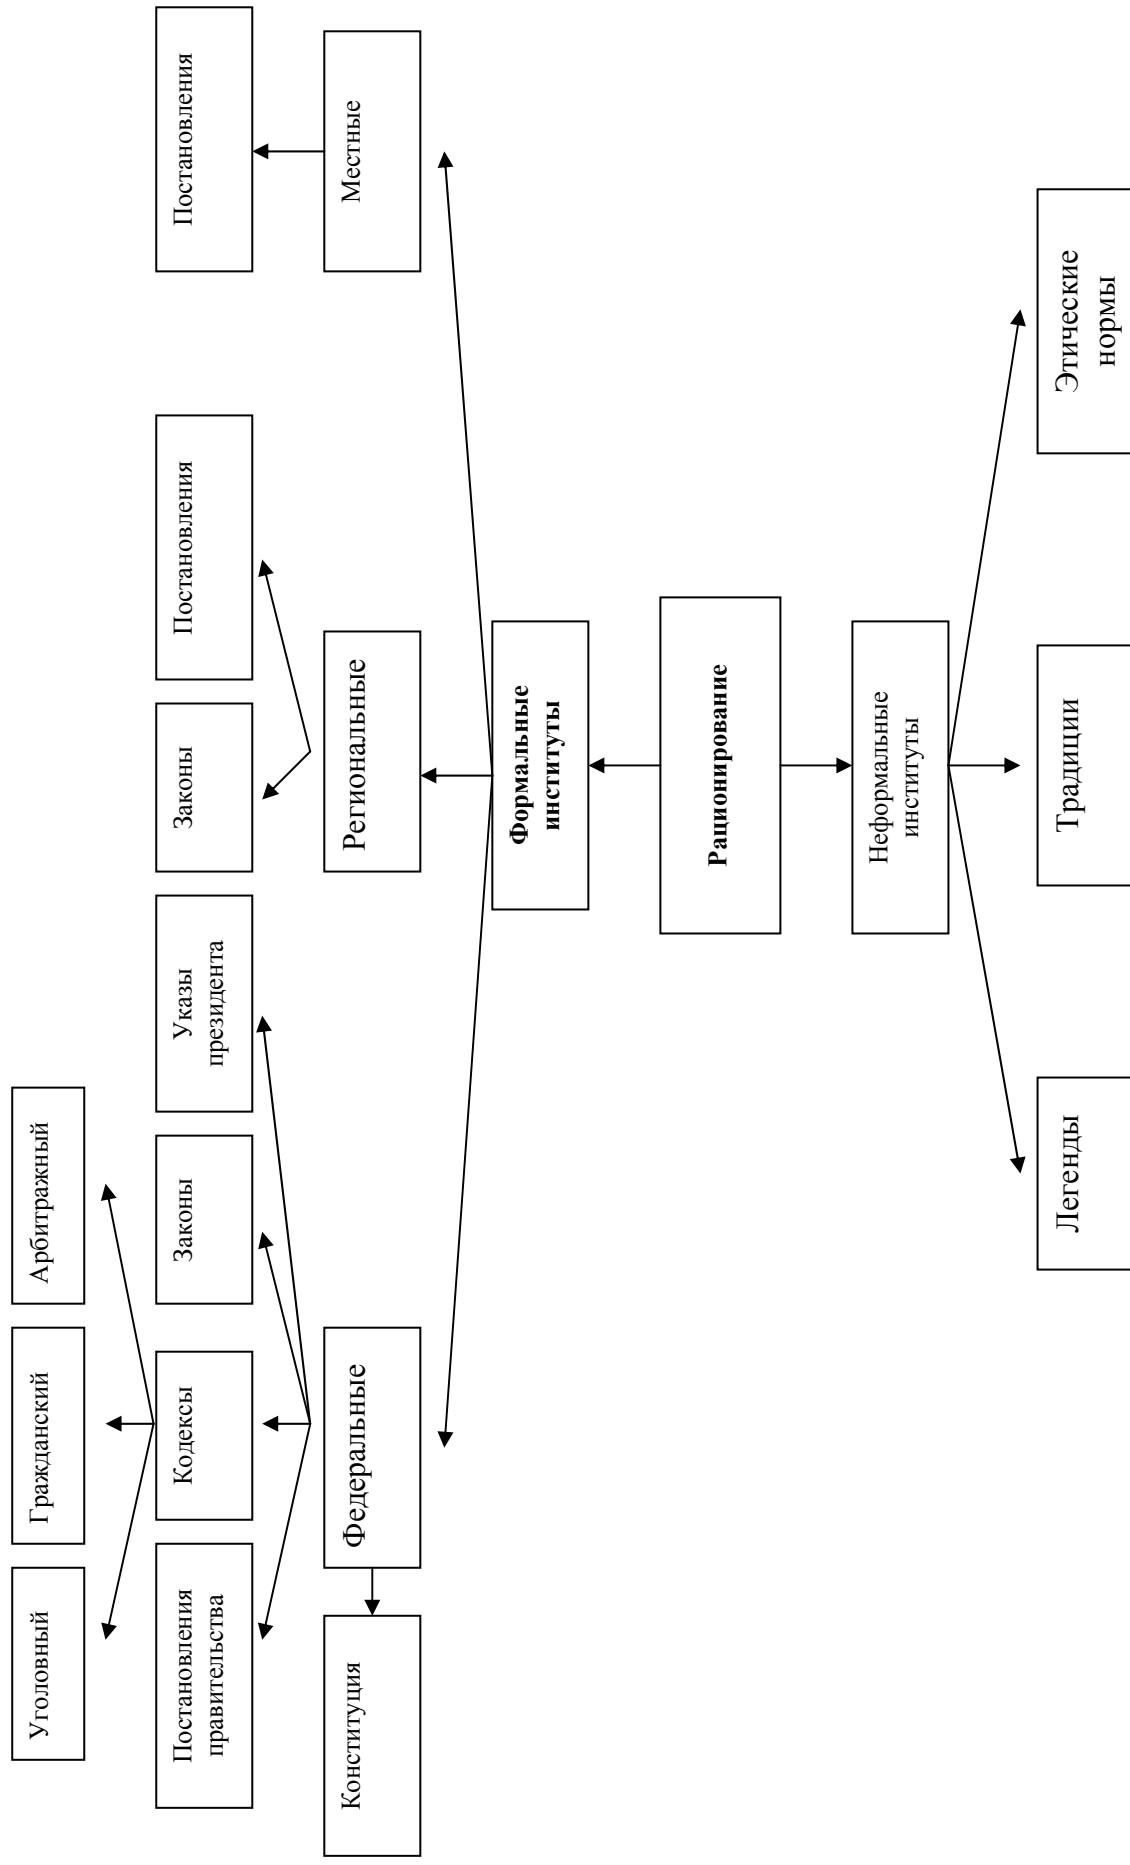 Уголовный
Гражданский
Арбитражный
Постановления
правительства
Кодексы
Законы
Указы
президента
Законы
Постановления
Постановления
Конституция
Федеральные
Региональные
Местные
Формальные
институты
Рационирование
Неформальные
институты
Легенды
Традиции
Этические
нормы